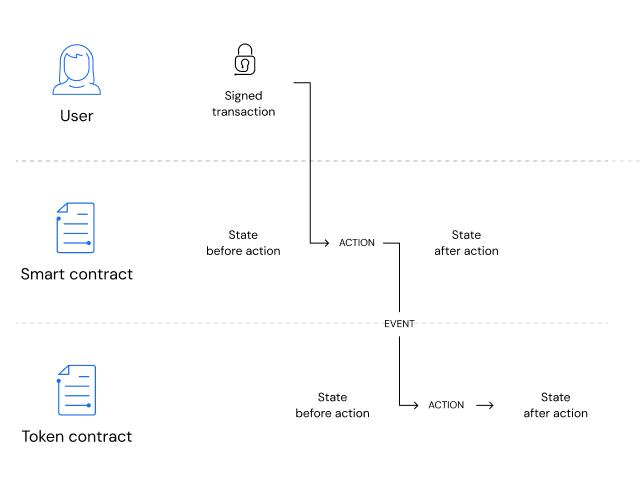 User
Signed
transaction
Smart contract
State
before action
ACTION
State
after action
EVENT
Token contract
State
before action
ACTION
State
after action